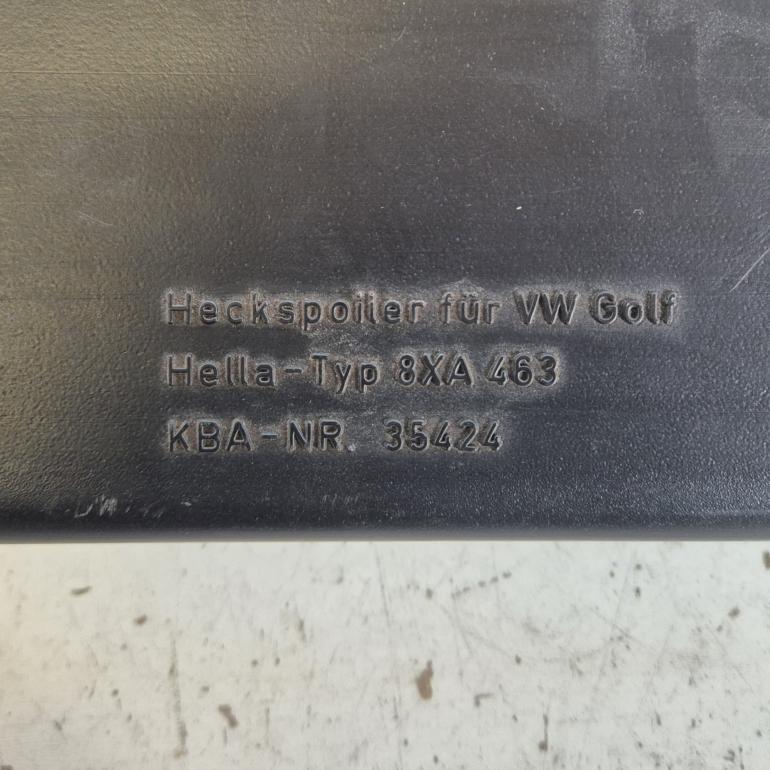 Heckspoiler für VW Golf
Hella-Typ 8XA 463
KBA-NR. 35424